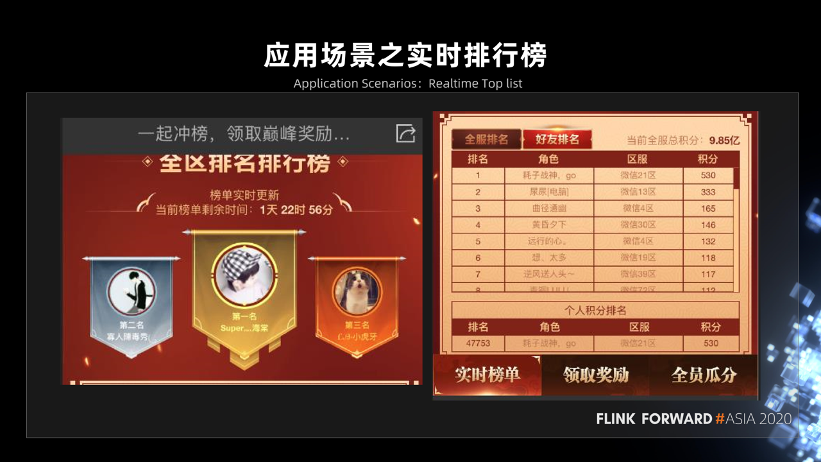 应用场景之实时排行榜
Application Scenarios：Realtime Top list
一起冲榜，领取巅峰奖励...
全区排名排行榜
榜单实时更新
当前榜单剩余时间：1天 22时 56分
第一名
Super....海棠
第二名
寡人赐毒秀:
第三名
小虎牙
全服排名 好友排名 当前全服总积分：9.85亿
排名 角色 区服 积分
1 耗子战神、go 微信21区 530
2 尿尿[电脑] 微信13区 333
3 曲径通幽 微信4区 165
4 黄昏夕下 微信30区 146
5 远行的心。 微信4区 132
6 想、太多 微信19区 118
7 逆风送人头~ 微信39区 117
8 微信72区 112
个人积分排名
排名 角色 区服 积分
47753 耗子战神、go 微信21区 530
实时榜单 领取奖励 全员瓜分
FLINK FORWARD #ASIA 2020